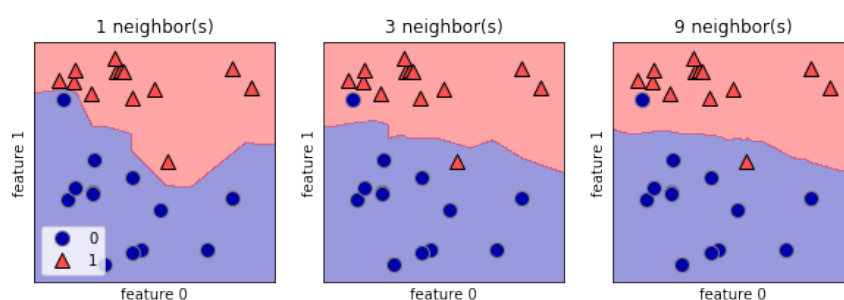 1 neighbor(s)
3 neighbor(s)
9 neighbor(s)
feature 1
feature 1
feature 1
0
1
feature 0
feature 0
feature 0